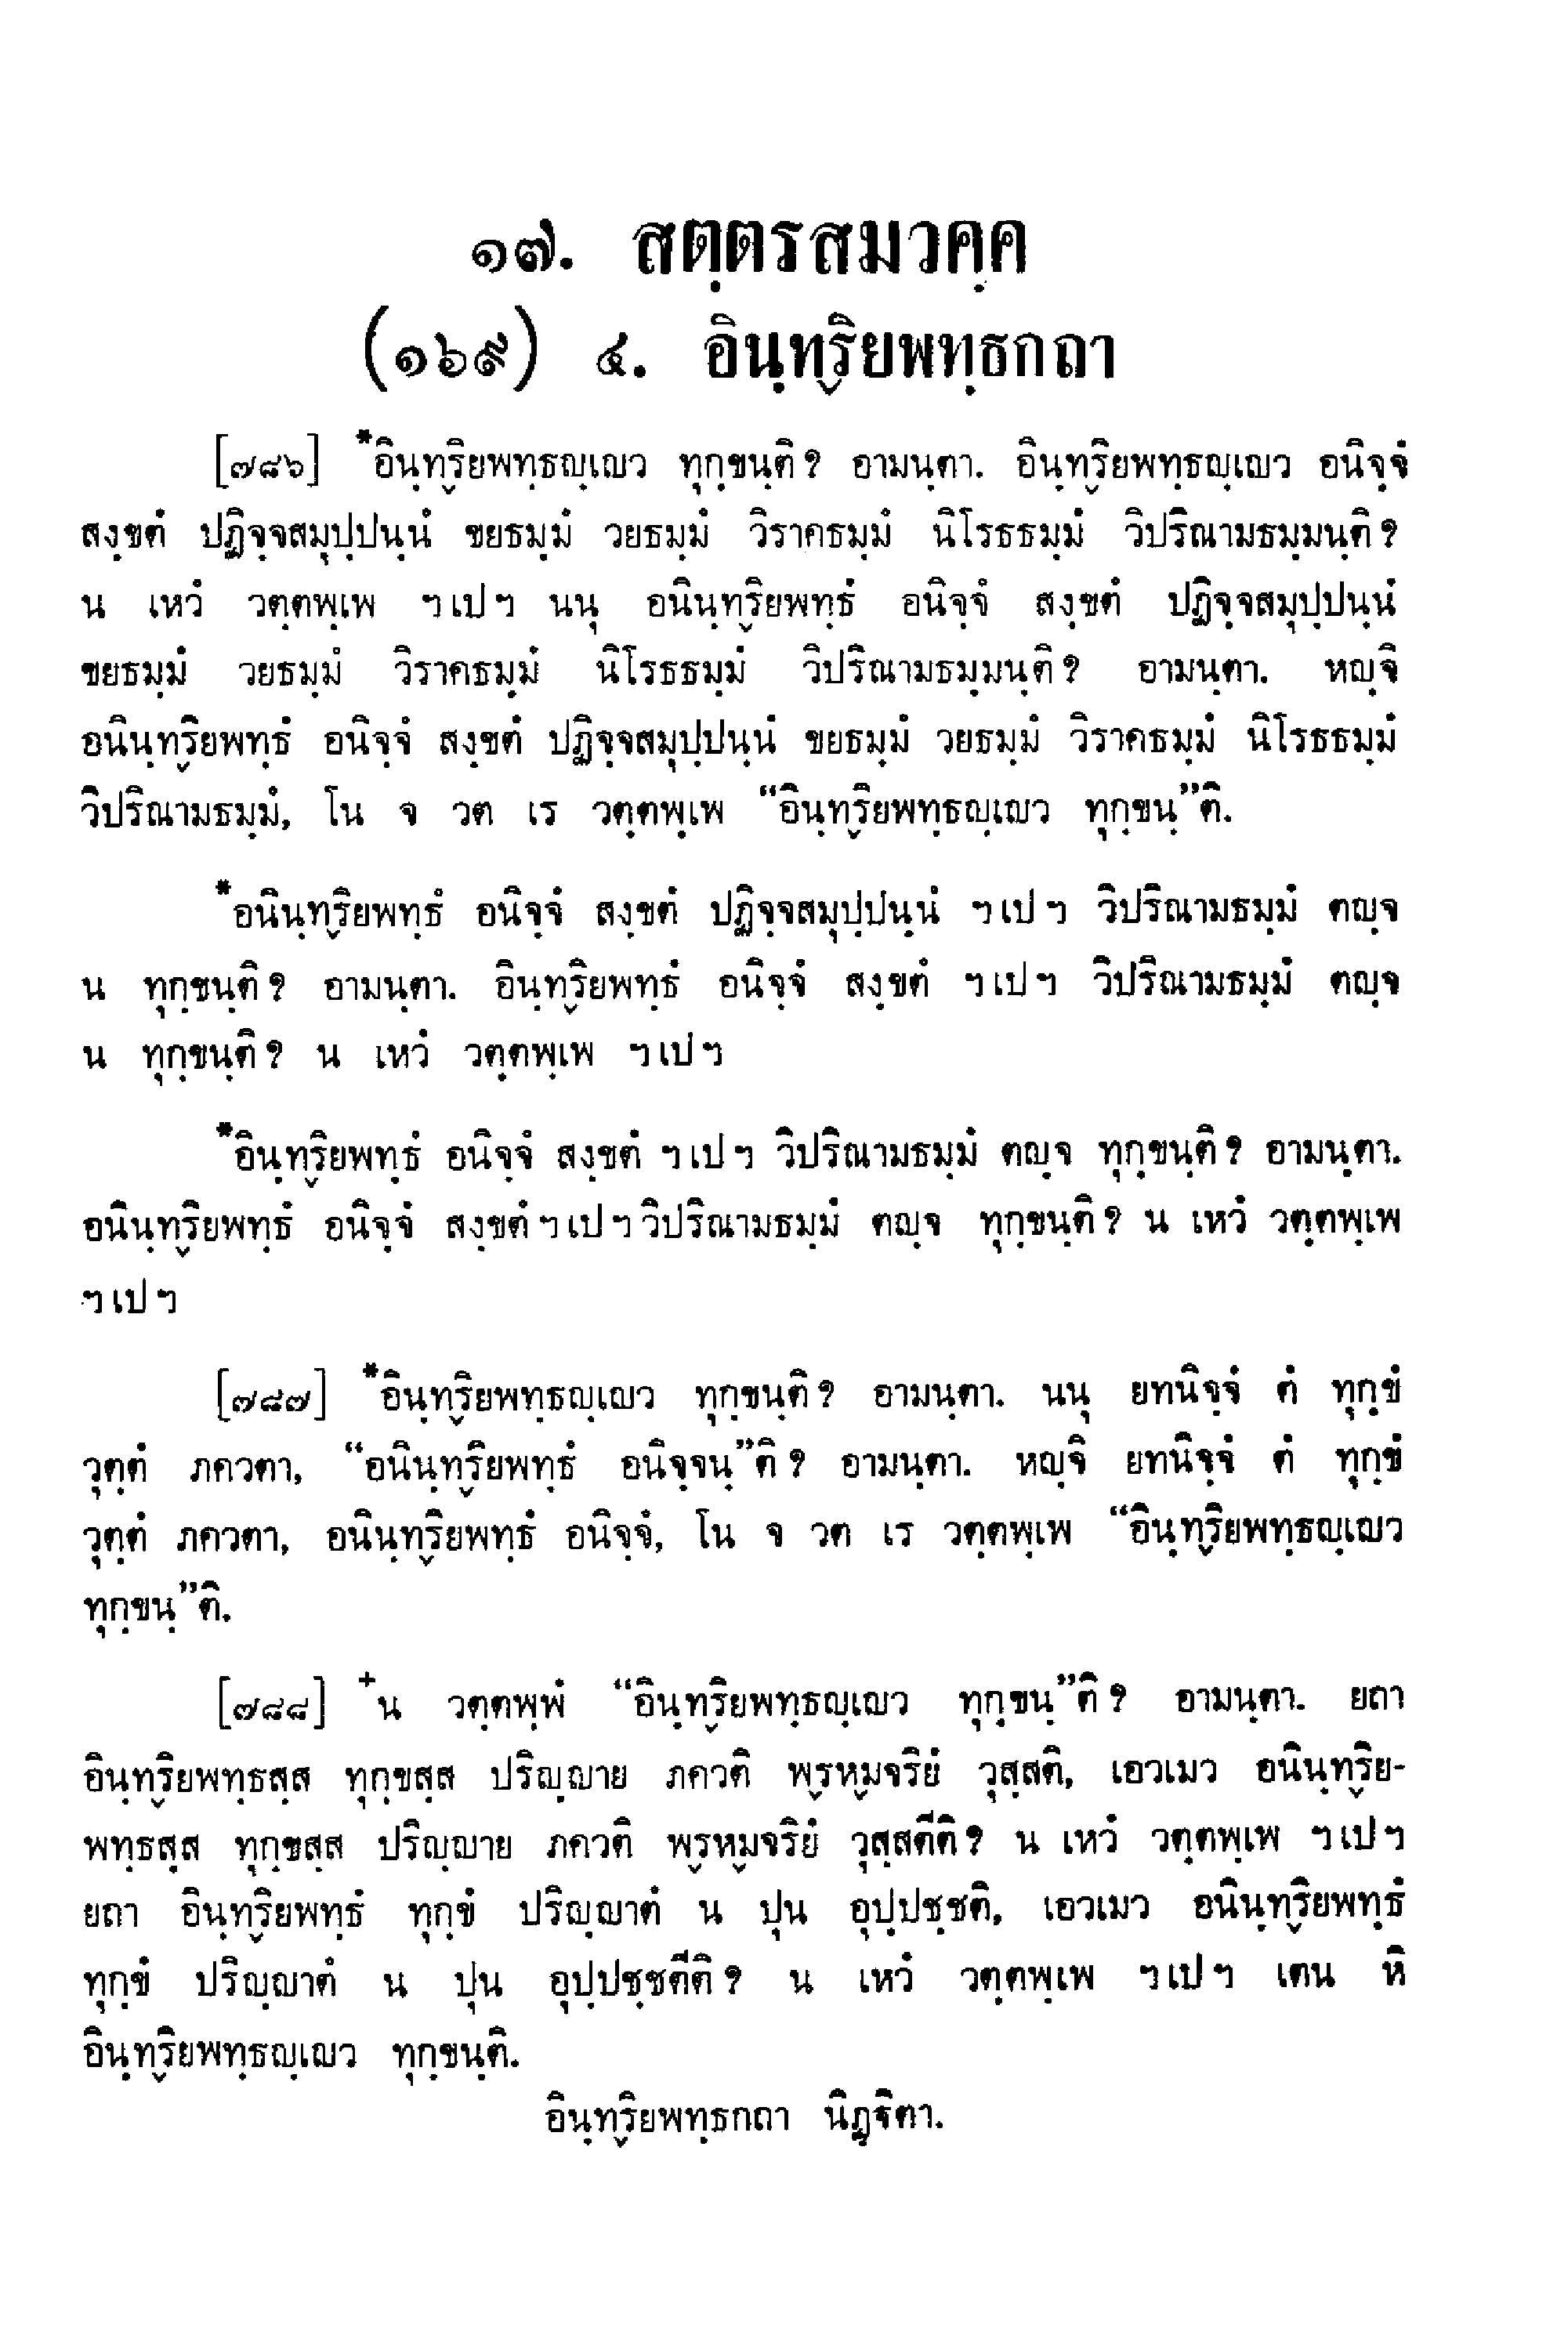 ๑๗. สตฺตรสมวคฺค
(๑๖๙) ๔. อินฺทฺริยพทฺธกถา
[๗๘๖] *อินฺทฺริยพทฺธญฺเญว ทุกฺขนฺติ? อามนฺตา. อินฺทฺริยพทฺธญฺเญว อนิจฺจํ
สงฺขตํ ปฏิจฺจสมุปฺปนฺนํ ขยธมฺมํ วยธมฺมํ วิราคธมฺมํ นิโรธธมฺมํ วิปริณามธมฺมนฺติ?
น เหวํ วตฺตพฺเพ ฯเปฯ นนุ อนินฺทฺริยพทฺธํ อนิจฺจํ สงฺขตํ ปฏิจฺจสมุปฺปนฺนํ
ขยธมฺมํ วยธมฺมํ วิราคธมฺมํ นิโรธธมฺมํ วิปริณามธมฺมนฺติ? อามนฺตา. หญฺจิ
อนินฺทฺริยพทฺธํ อนิจฺจํ สงฺขตํ ปฏิจฺจสมุปฺปนฺนํ ขยธมฺมํ วยธมฺมํ วิราคธมฺมํ นิโรธธมฺมํ
วิปริณามธมฺมํ, โน จ วต เร วตฺตพฺเพ “อินฺทฺริยพทฺธญฺเญว ทุกฺขนฺ”ติ.
*อนินฺทฺริยพทฺธํ อนิจฺจํ สงฺขตํ ปฏิจฺจสมุปฺปนฺนํ ฯเปฯ วิปริณามธมฺมํ ตญฺจ
น ทุกฺขนฺติ? อามนฺตา. อินฺทฺริยพทฺธํ อนิจฺจํ สงฺขตํ ฯเปฯ วิปริณามธมฺมํ ตญฺจ
น ทุกฺขนฺติ? น เหวํ วตฺตพฺเพ ฯเปฯ
*อินฺทฺริยพทฺธํ อนิจฺจํ สงฺขตํ ฯเปฯ วิปริณามธมฺมํ ตญฺจ ทุกฺขนฺติ? อามนฺตา.
อนินฺทฺริยพทฺธํ อนิจฺจํ สงฺขตํฯเปฯวิปริณามธมฺมํ ตญฺจ ทุกฺขนฺติ? น เหวํ วตฺตพฺเพ
ฯเปฯ
[๗๘๗] *อินฺทฺริยพทฺธญฺเญว ทุกฺขนฺติ? อามนฺตา. นนุ ยทนิจฺจํ ตํ ทุกฺขํ
วุตฺตํ ภควตา, “อนินฺทฺริยพทฺธํ อนิจฺจนฺ”ติ? อามนฺตา. หญฺจิ ยทนิจฺจํ ตํ ทุกฺขํ
วุตฺตํ ภควตา, อนินฺทฺริยพทฺธํ อนิจฺจํ, โน จ วต เร วตฺตพฺเพ “อินฺทฺริยพทฺธญฺเญว
ทุกฺขนฺ”ติ.
[๗๘๘] +น วตฺตพฺพํ “อินฺทฺริยพทฺธญฺเญว ทุกฺขนฺ”ติ? อามนฺตา. ยถา
อินฺทฺริยพทฺธสฺส ทุกฺขสฺส ปริญฺญาย ภควติ พฺรหฺมจริยํ วุสฺสติ, เอวเมว อนินฺทฺริย-
พทฺธสฺส ทุกฺขสฺส ปริญฺญาย ภควติ พฺรหฺมจริยํ วุสฺสตีติ? น เหวํ วตฺตพฺเพ ฯเปฯ
ยถา อินฺทฺริยพทฺธํ ทุกฺขํ ปริญฺญาตํ น ปุน อุปฺปชฺชติ, เอวเมว อนินฺทฺริยพทฺธํ
ทุกฺขํ ปริญฺญาตํ น ปุน อุปฺปชฺชตีติ? น เหวํ วตฺตพฺเพ ฯเปฯ เตน หิ
อินฺทฺริยพทฺธญฺเญว ทุกฺขนฺติ.
อินฺทฺริยพทฺธกถา นิฏฺฐิตา.